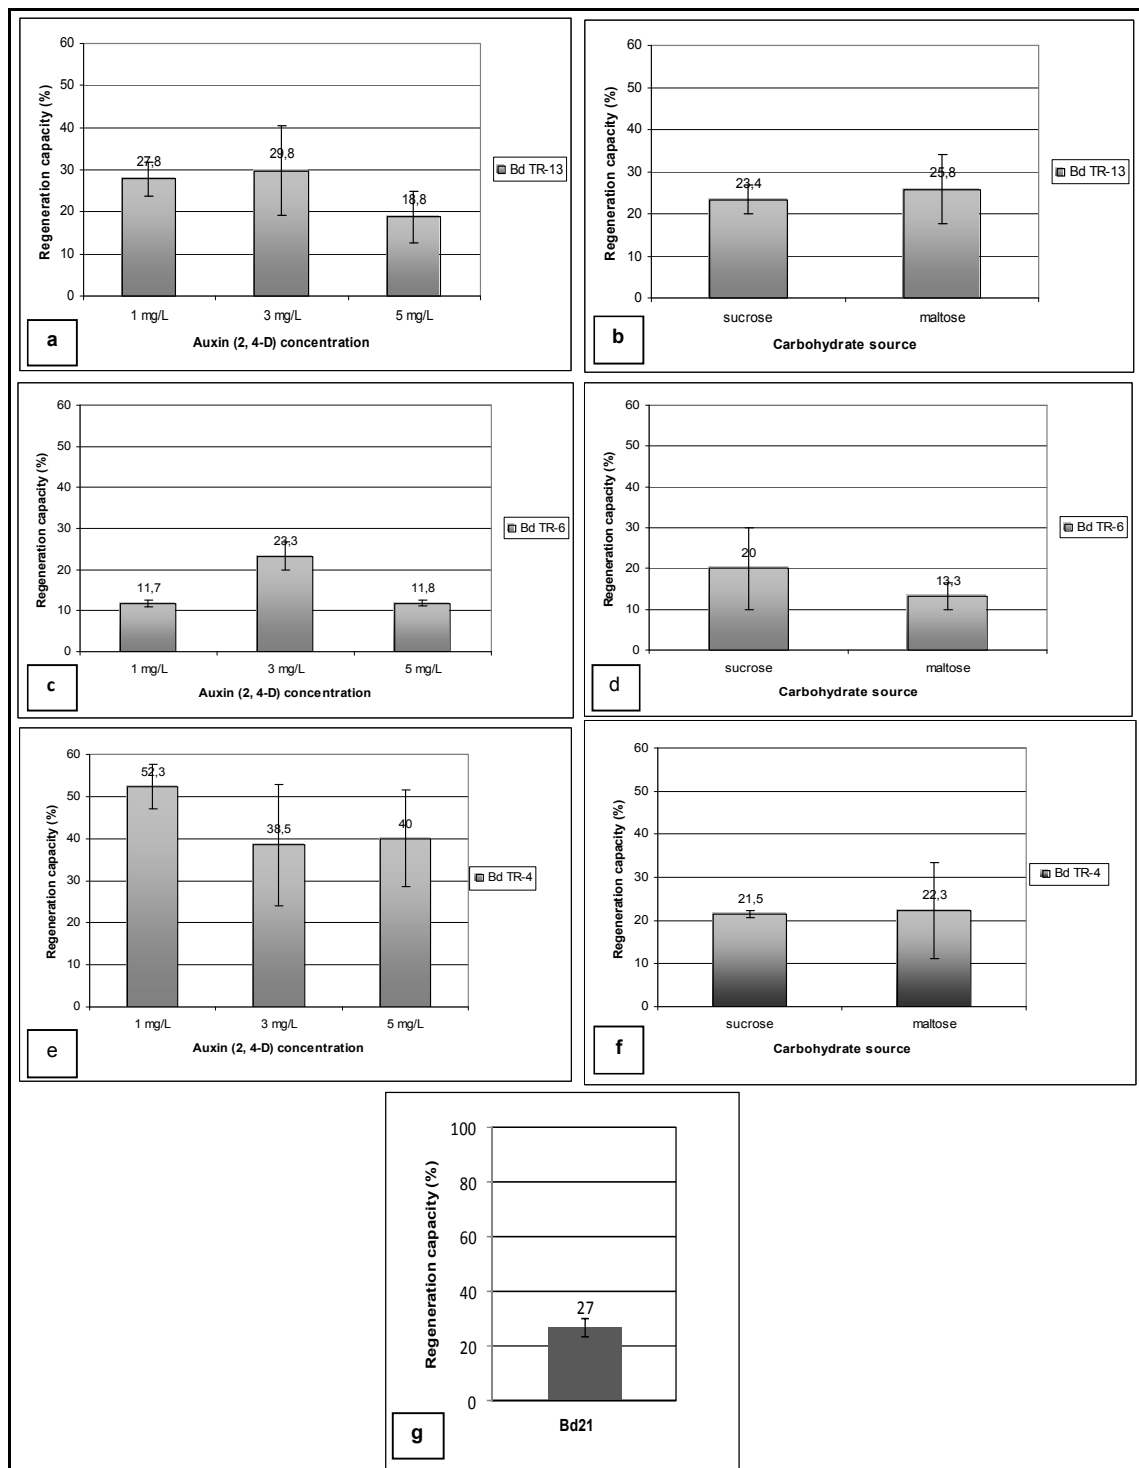 60
50
40
30
20
10
0
Regeneration capacity (%)
27,8
29,8
18,8
1 mg/L
3 mg/L
5 mg/L
Auxin (2, 4-D) concentration
Bd TR-13
a
60
50
40
30
20
10
0
Regeneration capacity (%)
23,4
25,8
sucrose
maltose
Carbohydrate source
Bd TR-13
b
60
50
40
30
20
10
0
Regeneration capacity (%)
11,7
23,3
11,8
1 mg/L
3 mg/L
5 mg/L
Auxin (2, 4-D) concentration
Bd TR-6
c
60
50
40
30
20
10
0
Regeneration capacity (%)
20
13,3
sucrose
maltose
Carbohydrate source
Bd TR-6
d
60
50
40
30
20
10
0
Regeneration capacity (%)
52,3
38,5
40
1 mg/L
3 mg/L
5 mg/L
Auxin (2, 4-D) concentration
Bd TR-4
e
60
50
40
30
20
10
0
Regeneration capacity (%)
21,5
22,3
sucrose
maltose
Carbohydrate source
Bd TR-4
f
100
80
60
40
20
0
Regeneration capacity (%)
27
Bd21
g